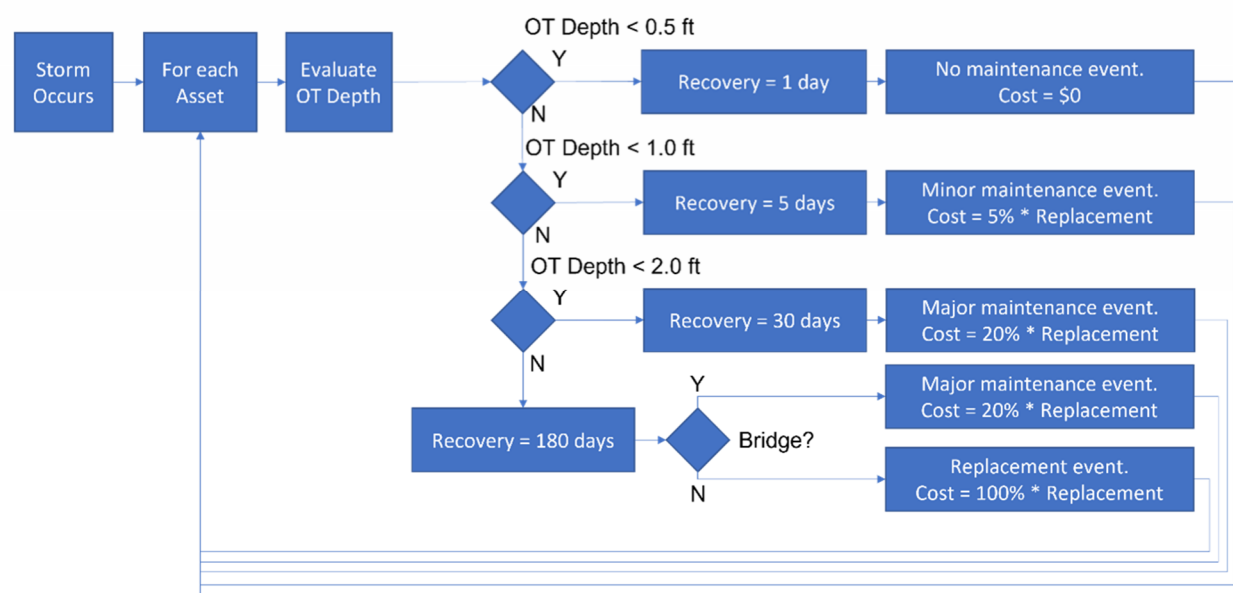 Storm
Occurs
For each
Asset
Evaluate
OT Depth
OT Depth < 0.5 ft
Y
N
Recovery = 1 day
No maintenance event.
Cost = $0
OT Depth < 1.0 ft
Y
N
Recovery = 5 days
Minor maintenance event.
Cost = 5% * Replacement
OT Depth < 2.0 ft
Y
N
Recovery = 30 days
Major maintenance event.
Cost = 20% * Replacement
Recovery = 180 days
Bridge?
Y
Major maintenance event.
Cost = 20% * Replacement
N
Replacement event.
Cost = 100% * Replacement